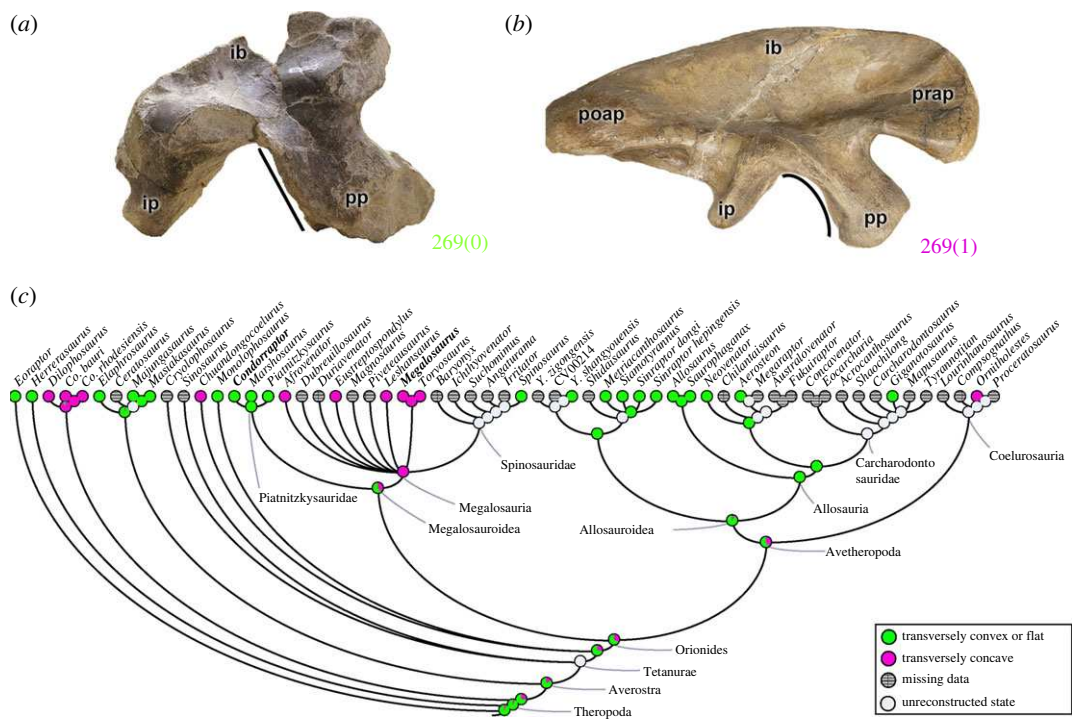 (a)
ib
ip
pp
269(0)
(b)
ib
poap
prap
ip
pp
269(1)
(c)
Eoraptor
Herrerasaurus
Dilophosaurus
Co. bauri
Co. rhodesiensis
Elaphrosaurus
Ceratosaurus
Majungasaurus
Masiakasaurus
Cryolophosaurus
Sinosaurus
Chuandongcoelurus
Monolophosaurus
Condorraptor
Marshosaurus
Piatnitzkysaurus
Afrovenator
Dubreuillosaurus
Duriavenator
Eustreptospondylus
Magnosaurus
Piveteausaurus
Leshansaurus
Megalosaurus
Torvosaurus
Baryonyx
Ichthyovenator
Suchomimus
Angaturama
Irritator
Spinosaurus
Y. zigongensis
CV00214
Y. shangyouensis
Shidaisaurus
Metriacanthosaurus
Siamotyrannus
Sinraptor dongi
Sinraptor hepingensis
Allosaurus
Saurophaganax
Neovenator
Chilantaisaurus
Aerosteon
Megaraptor
Australovenator
Fukuiraptor
Concavenator
Eocarcharia
Acrocanthosaurus
Shaochilong
Carcharodontosaurus
Giganotosaurus
Mapusaurus
Tyrannotitan
Lourinhanosaurus
Compsognathus
Ornitholestes
Proceratosaurus
Piatnitzkysauridae
Spinosauridae
Megalosauria
Megalosauroidea
Carcharodonto
sauridae
Coelurosauria
Allosauria
Allosauroidea
Avetheropoda
Orionides
Tetanurae
Averostra
Theropoda
transversely convex or flat
transversely concave
missing data
unreconstructed state